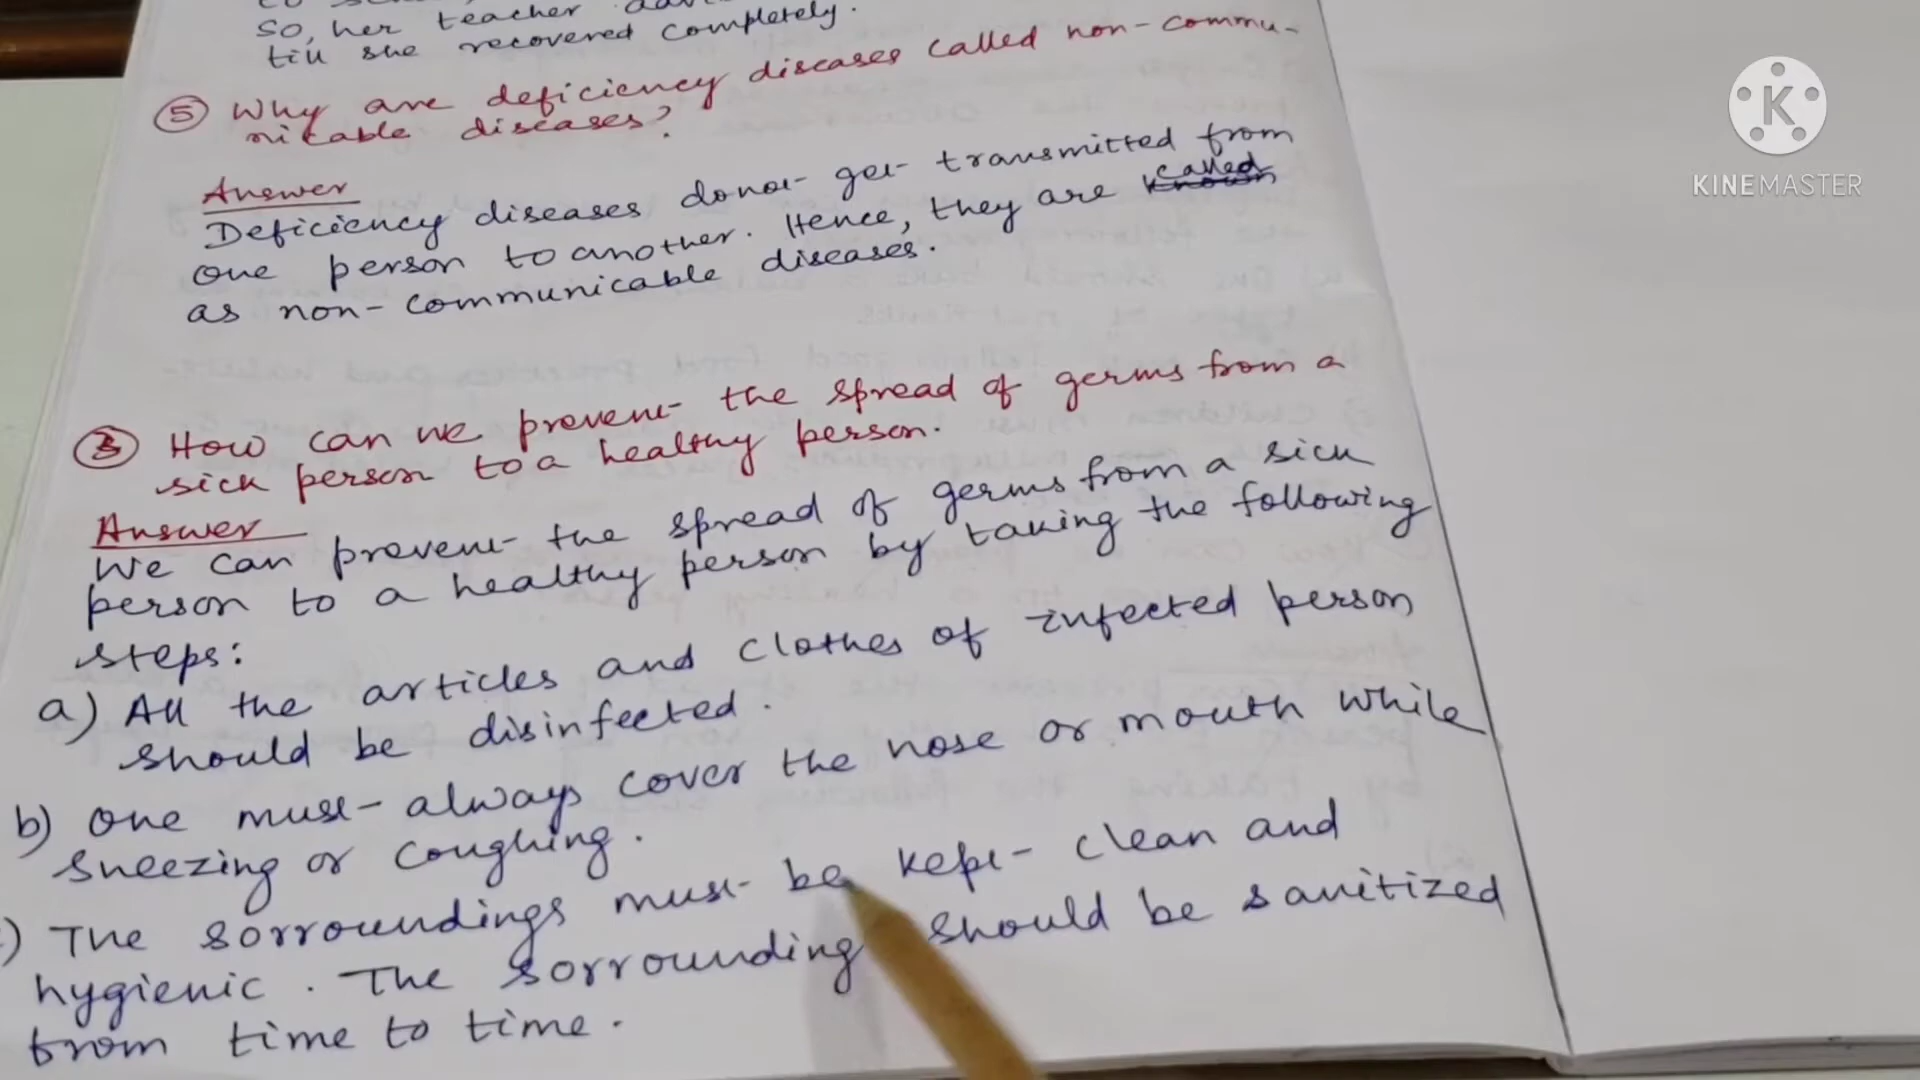 So, her teacher
till she recovered completely.
⑤ Why are deficiency diseases called non-commu-
nicable diseases?
Answer
Deficiency diseases donot get transmitted from
one person to another. Hence, they are called
as non-communicable diseases.
③ How can we prevent the spread of germs from a
sick person to a healthy person.
Answer
We can prevent the spread of germs from a sick
person to a healthy person by taking the following
steps:
a) All the articles and clothes of infected person
should be disinfected.
b) One must always cover the nose or mouth while
sneezing or coughing.
) The sorroundings must be kept clean and
hygienic. The sorrounding should be sanitized
from time to time.
K
KINEMASTER